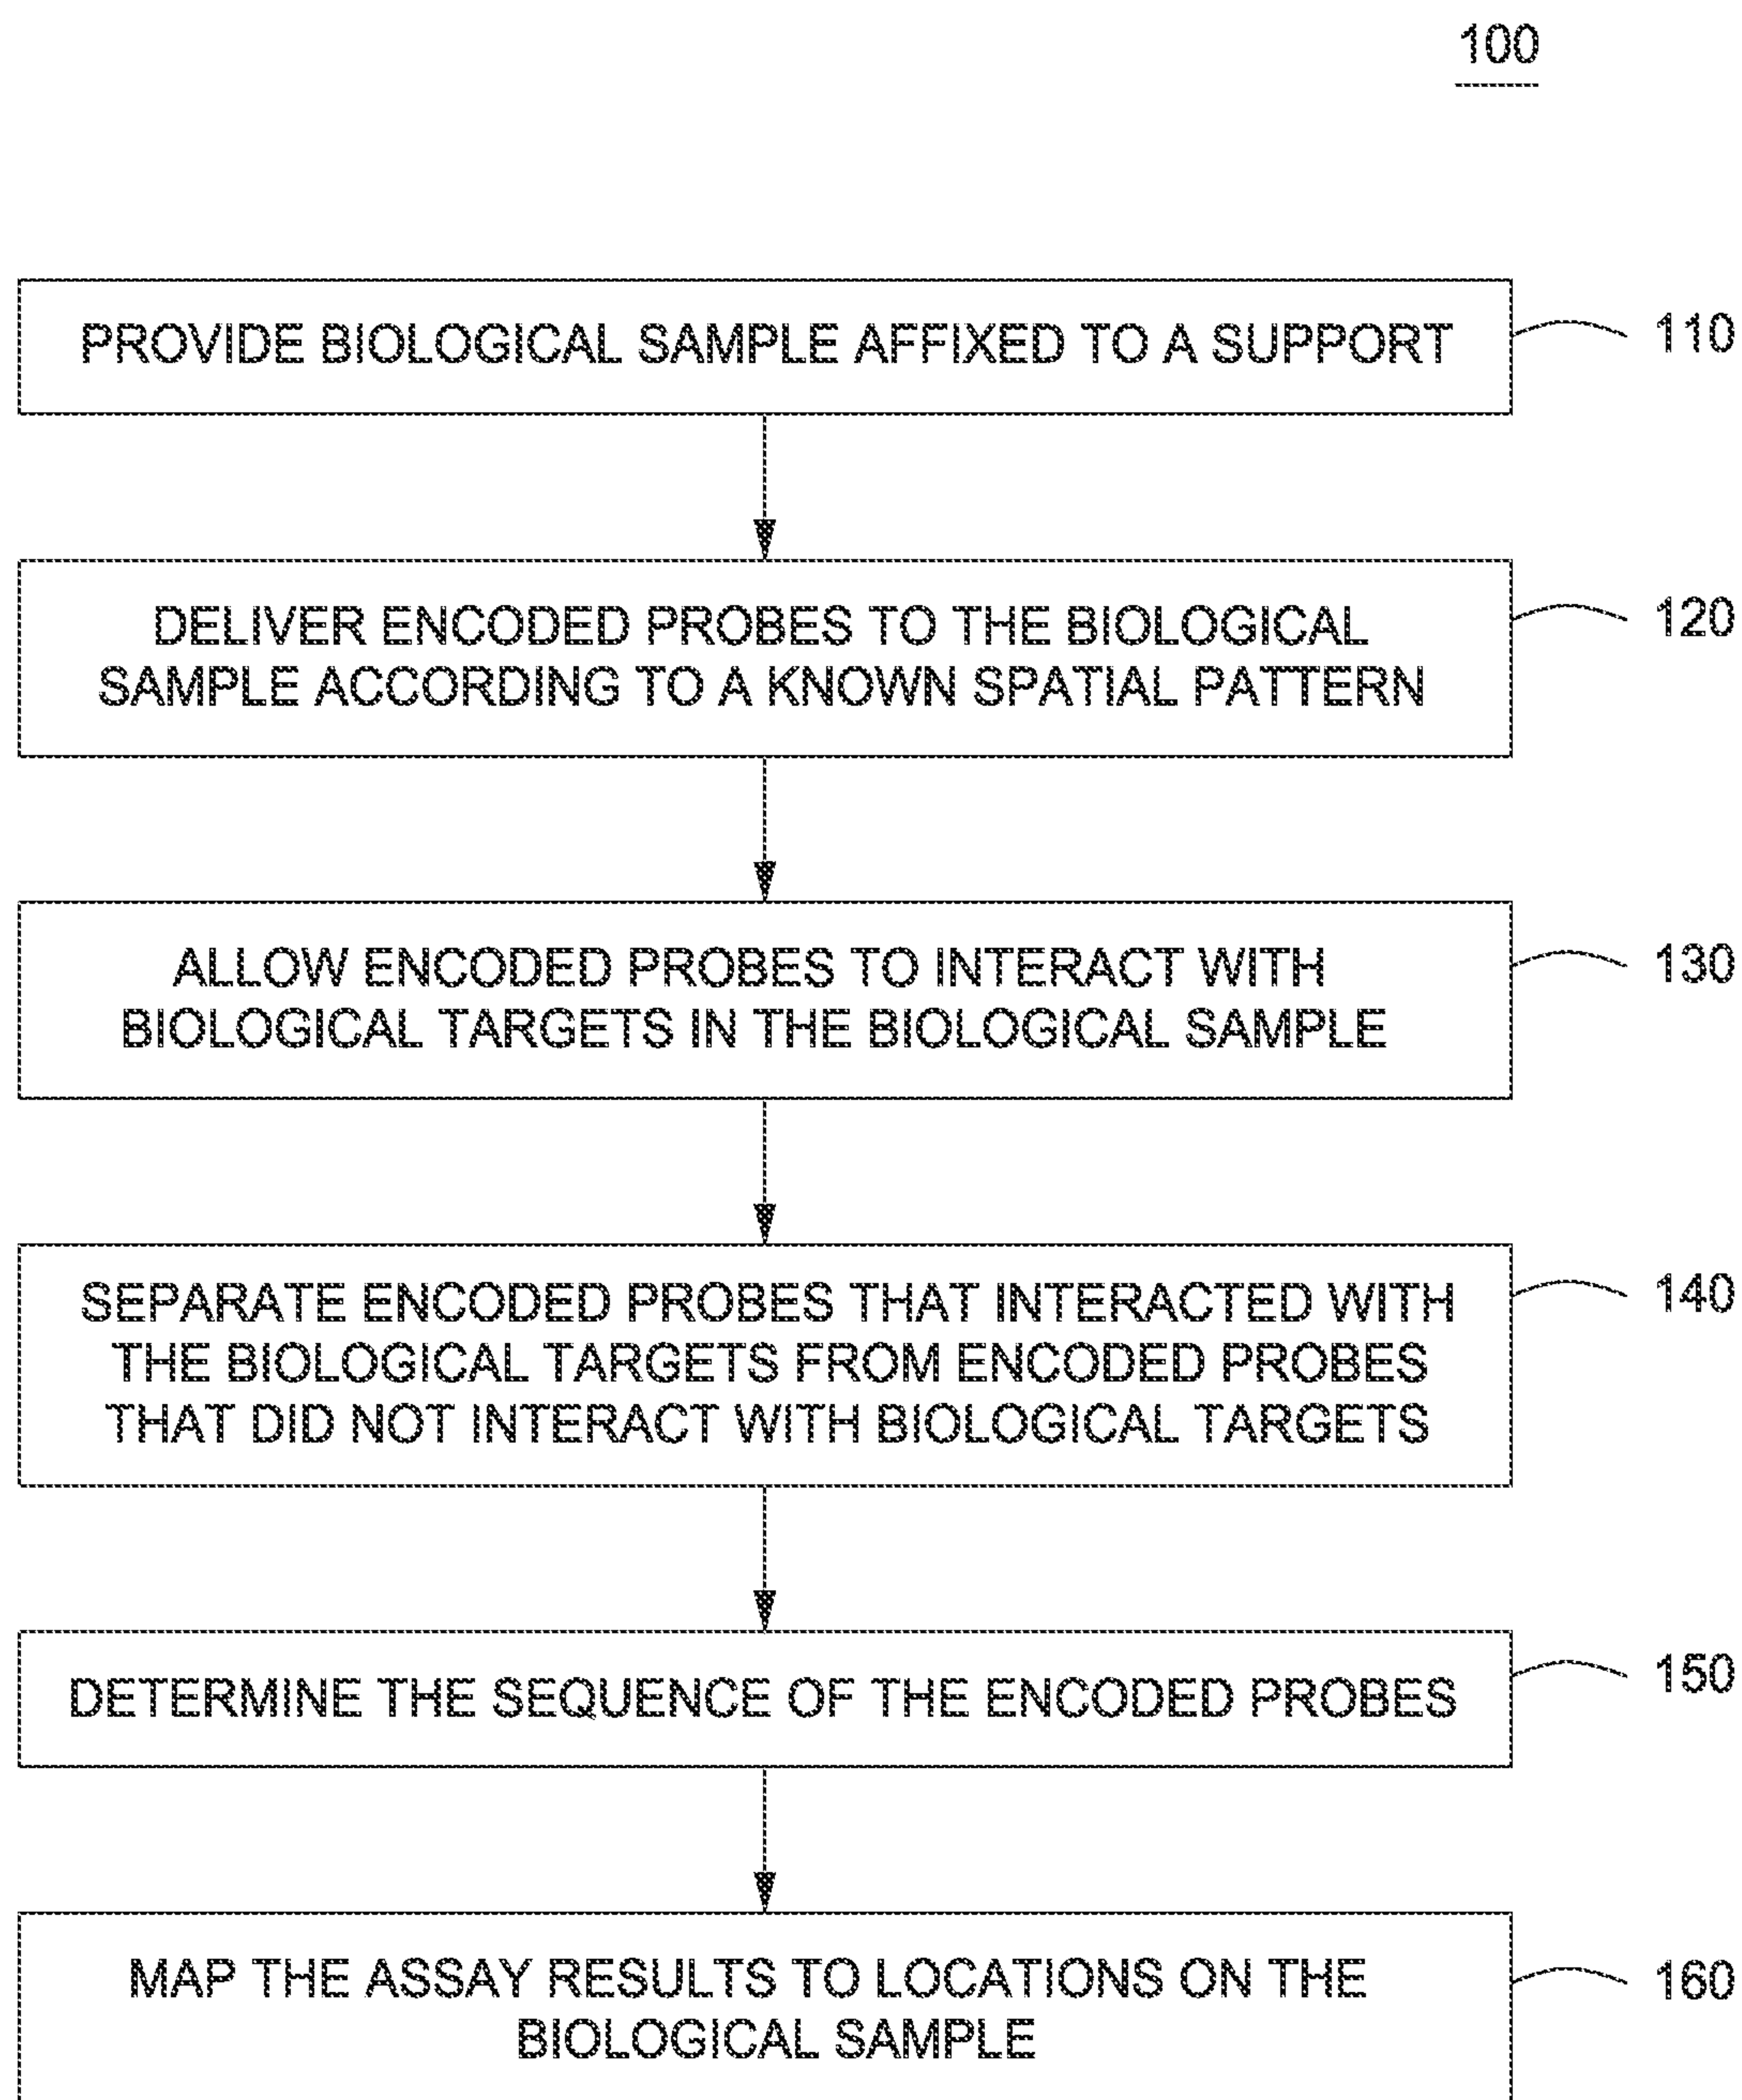 100
PROVIDE BIOLOGICAL SAMPLE AFFIXED TO A SUPPORT
110
DELIVER ENCODED PROBES TO THE BIOLOGICAL
SAMPLE ACCORDING TO A KNOWN SPATIAL PATTERN
120
ALLOW ENCODED PROBES TO INTERACT WITH
BIOLOGICAL TARGETS IN THE BIOLOGICAL SAMPLE
130
SEPARATE ENCODED PROBES THAT INTERACTED WITH
THE BIOLOGICAL TARGETS FROM ENCODED PROBES
THAT DID NOT INTERACT WITH BIOLOGICAL TARGETS
140
DETERMINE THE SEQUENCE OF THE ENCODED PROBES
150
MAP THE ASSAY RESULTS TO LOCATIONS ON THE
BIOLOGICAL SAMPLE
160